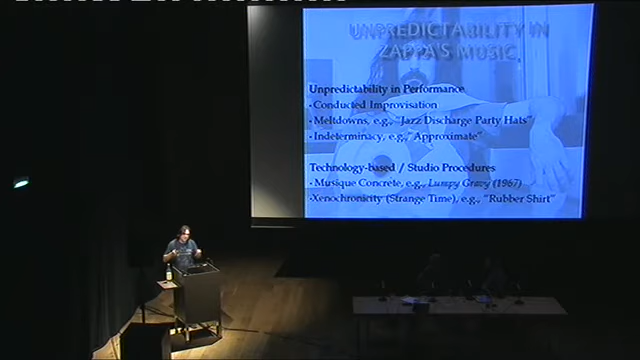 UNPREDICTABILITY IN
ZAPPA'S MUSIC
Unpredictability in Performance
•Conducted Improvisation
•Meltdowns, e.g., "Jazz Discharge Party Hats"
•Indeterminacy, e.g., "Approximate"
Technology-based / Studio Procedures
•Musique Concrete, e.g., Lumpy Gravy (1967)
•Xenochronicity (Strange Time), e.g., "Rubber Shirt"